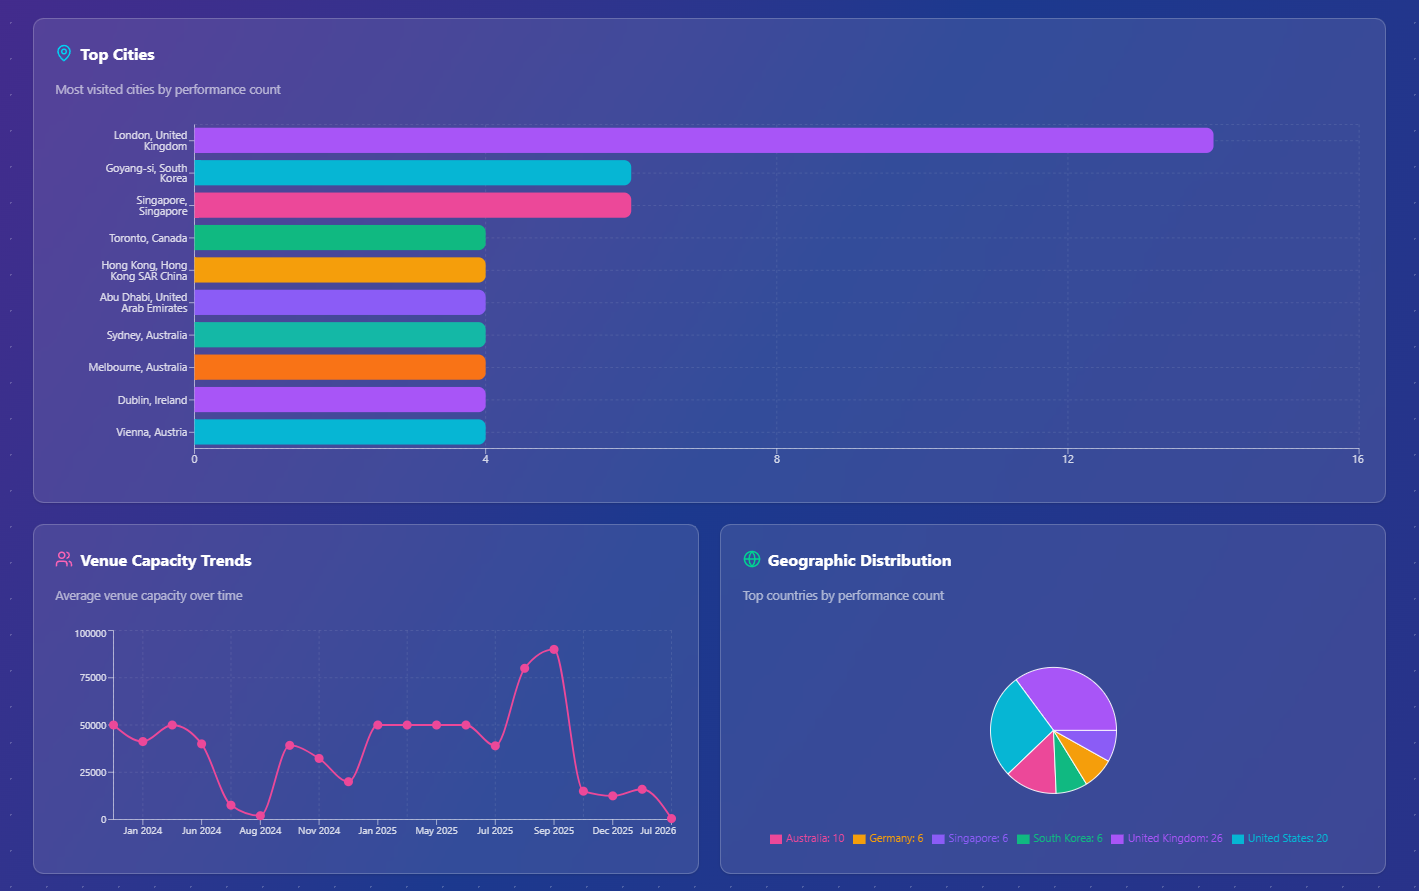 Top Cities
Most visited cities by performance count
London, United
Kingdom
Goyang-si, South
Korea
Singapore,
Singapore
Toronto, Canada
Hong Kong, Hong
Kong SAR China
Abu Dhabi, United
Arab Emirates
Sydney, Australia
Melbourne, Australia
Dublin, Ireland
Vienna, Austria
0 4 8 12 16
Venue Capacity Trends
Average venue capacity over time
100000
75000
50000
25000
0
Jan 2024 Jun 2024 Aug 2024 Nov 2024 Jan 2025 May 2025 Jul 2025 Sep 2025 Dec 2025 Jul 2026
Geographic Distribution
Top countries by performance count
Australia: 10 Germany: 6 Singapore: 6 South Korea: 6 United Kingdom: 26 United States: 20